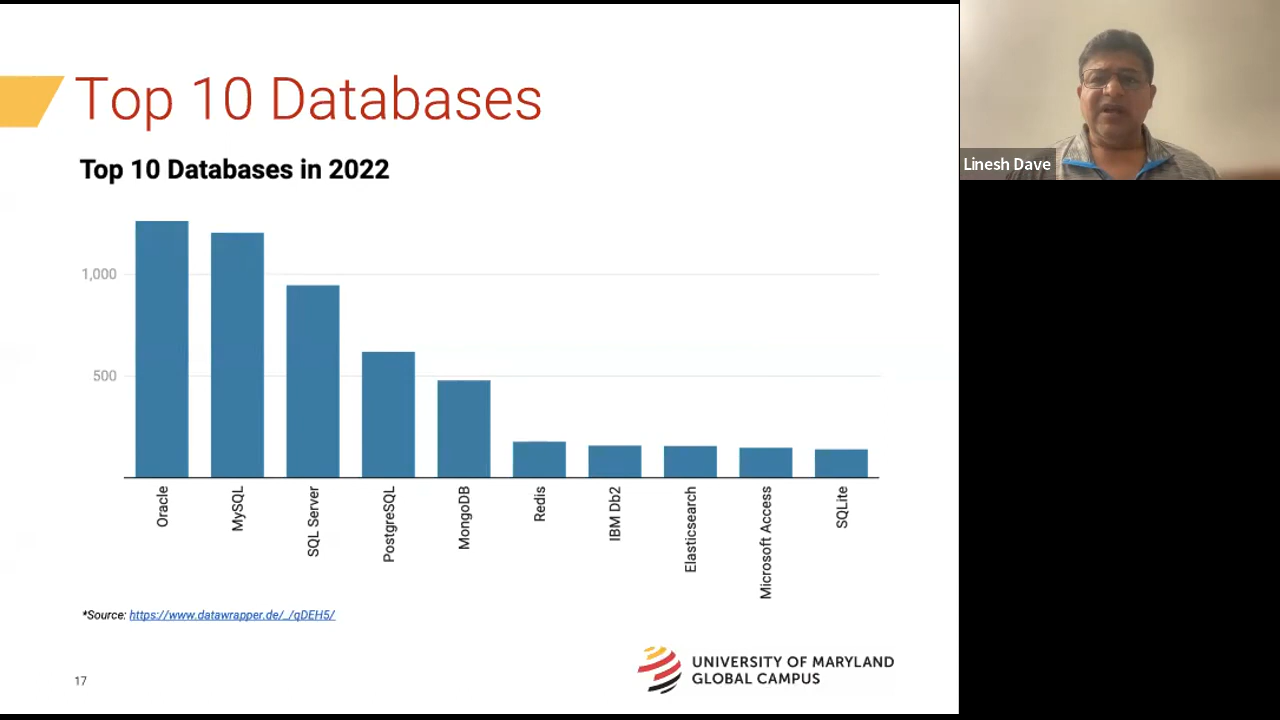 Top 10 Databases
Top 10 Databases in 2022
1,000
500
Oracle
MySQL
SQL Server
PostgreSQL
MongoDB
Redis
IBM Db2
Elasticsearch
Microsoft Access
SQLite
*Source: https://www.datawrapper.de/_/qDEH5/
17
UNIVERSITY OF MARYLAND
GLOBAL CAMPUS
Linesh Dave